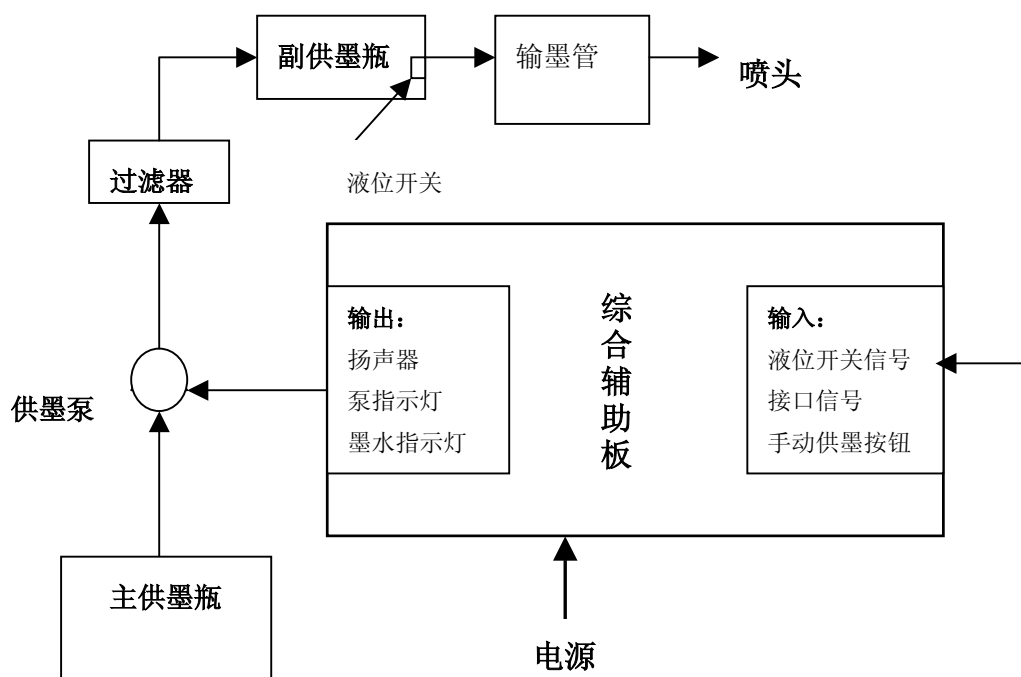 副供墨瓶
输墨管
喷头
过滤器
液位开关
输出：
扬声器
泵指示灯
墨水指示灯
综合辅助板
输入：
液位开关信号
接口信号
手动供墨按钮
供墨泵
主供墨瓶
电源